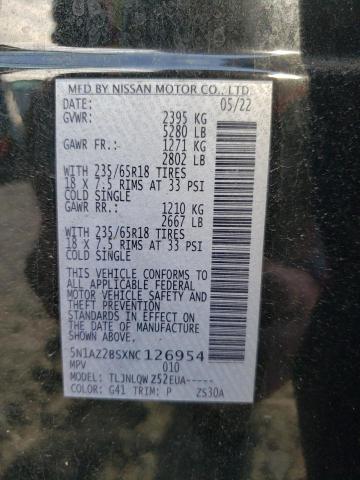 MFD BY NISSAN MOTOR CO., LTD.
DATE: 05/22
GVWR: 2395 KG
5280 LB
GAWR FR.: 1271 KG
2802 LB
WITH 235/65R18 TIRES
18 X 7.5 RIMS AT 33 PSI
COLD SINGLE
GAWR RR.: 1210 KG
2667 LB
WITH 235/65R18 TIRES
18 X 7.5 RIMS AT 33 PSI
COLD SINGLE
THIS VEHICLE CONFORMS TO
ALL APPLICABLE FEDERAL
MOTOR VEHICLE SAFETY,
BUMPER, AND THEFT PREVENTION
STANDARDS IN EFFECT ON THE
DATE OF MANUFACTURE
SHOWN ABOVE.
5N1AZ2BSXNC126954
MPV 010
MODEL: TLJNLQW Z52EUA-----
COLOR: G41 TRIM: P ZS30A